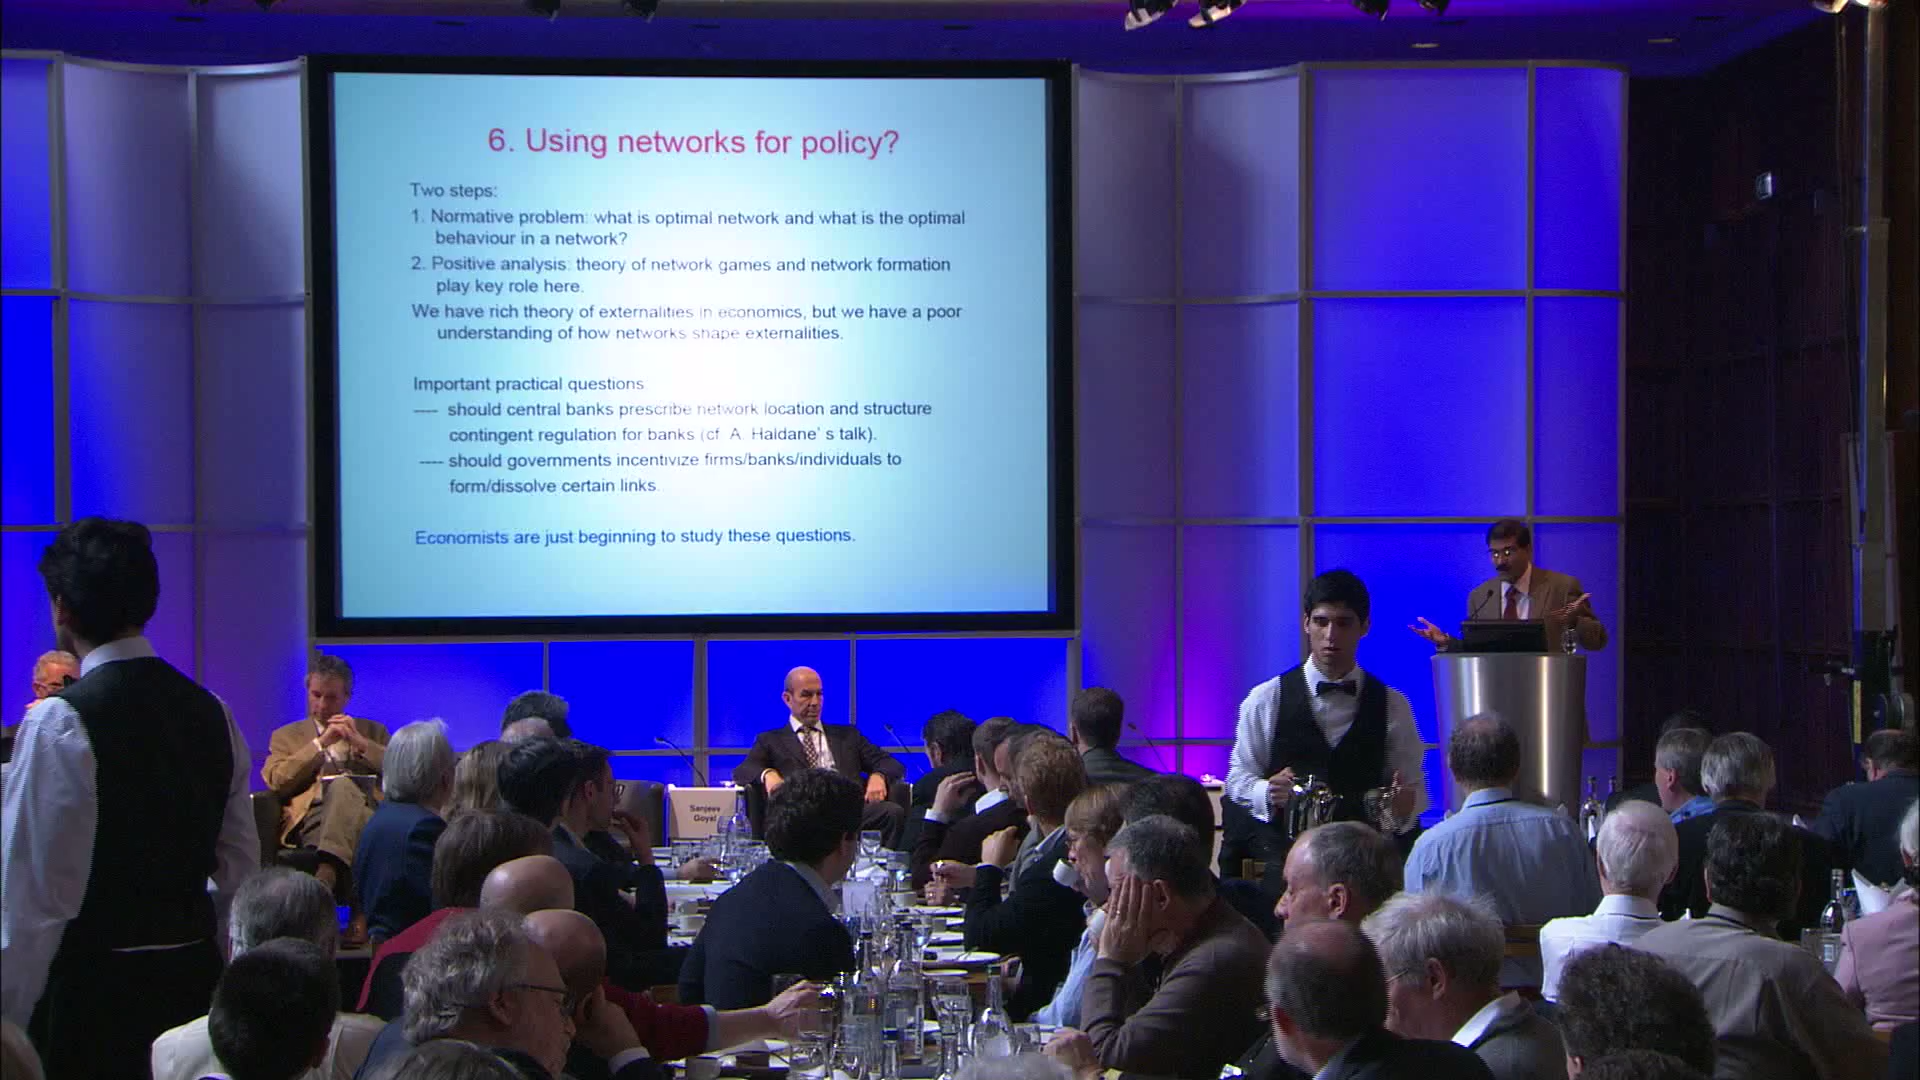 6. Using networks for policy?
Two steps:
1. Normative problem: what is optimal network and what is the optimal
behaviour in a network?
2. Positive analysis: theory of network games and network formation
play key role here.
We have rich theory of externalities in economics, but we have a poor
understanding of how networks shape externalities.
Important practical questions
---- should central banks prescribe network location and structure
contingent regulation for banks (cf. A. Haldane's talk).
---- should governments incentivize firms/banks/individuals to
form/dissolve certain links.
Economists are just beginning to study these questions.
Sanjeev
Goyal